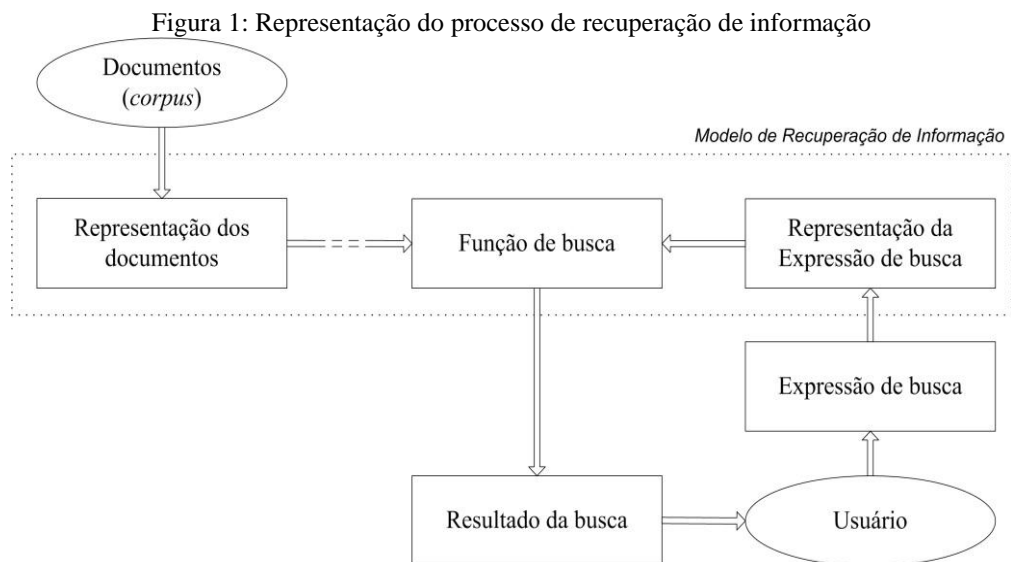 Figura 1: Representação do processo de recuperação de informação
Documentos
(corpus)
Modelo de Recuperação de Informação
Representação dos
documentos
Função de busca
Representação da
Expressão de busca
Expressão de busca
Resultado da busca
Usuário